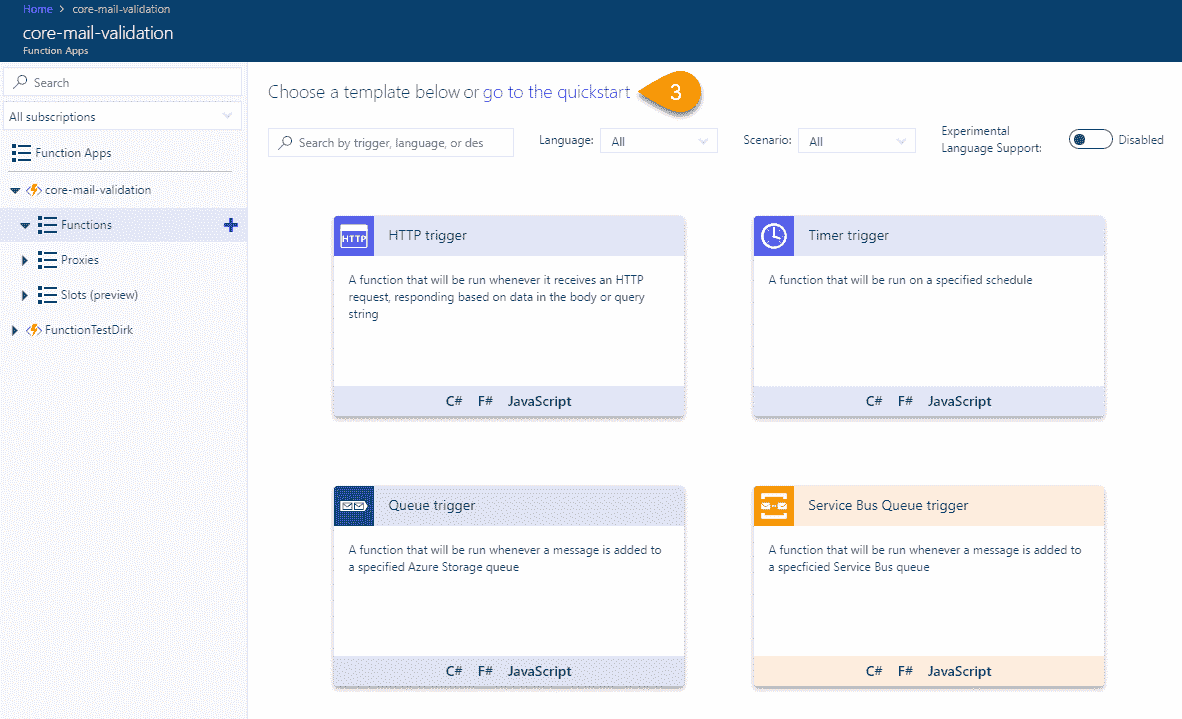 Home > core-mail-validation
core-mail-validation
Function Apps
Search
All subscriptions
Function Apps
core-mail-validation
Functions
Proxies
Slots (preview)
FunctionTestDirk
Choose a template below or go to the quickstart
3
Search by trigger, language, or des
Language: All
Scenario: All
Experimental
Language Support:
Disabled
HTTP
HTTP trigger
A function that will be run whenever it receives an HTTP
request, responding based on data in the body or query
string
C# F# JavaScript
Timer trigger
A function that will be run on a specified schedule
C# F# JavaScript
Queue trigger
A function that will be run whenever a message is added to
a specified Azure Storage queue
C# F# JavaScript
Service Bus Queue trigger
A function that will be run whenever a message is added to
a specficied Service Bus queue
C# F# JavaScript